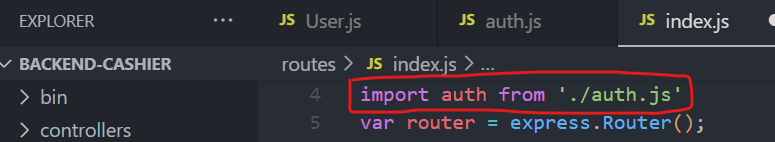 EXPLORER ... JS User.js JS auth.js JS index.js
BACKEND-CASHIER routes > JS index.js > ...
> bin 4 import auth from './auth.js'
> controllers 5 var router = express.Router();